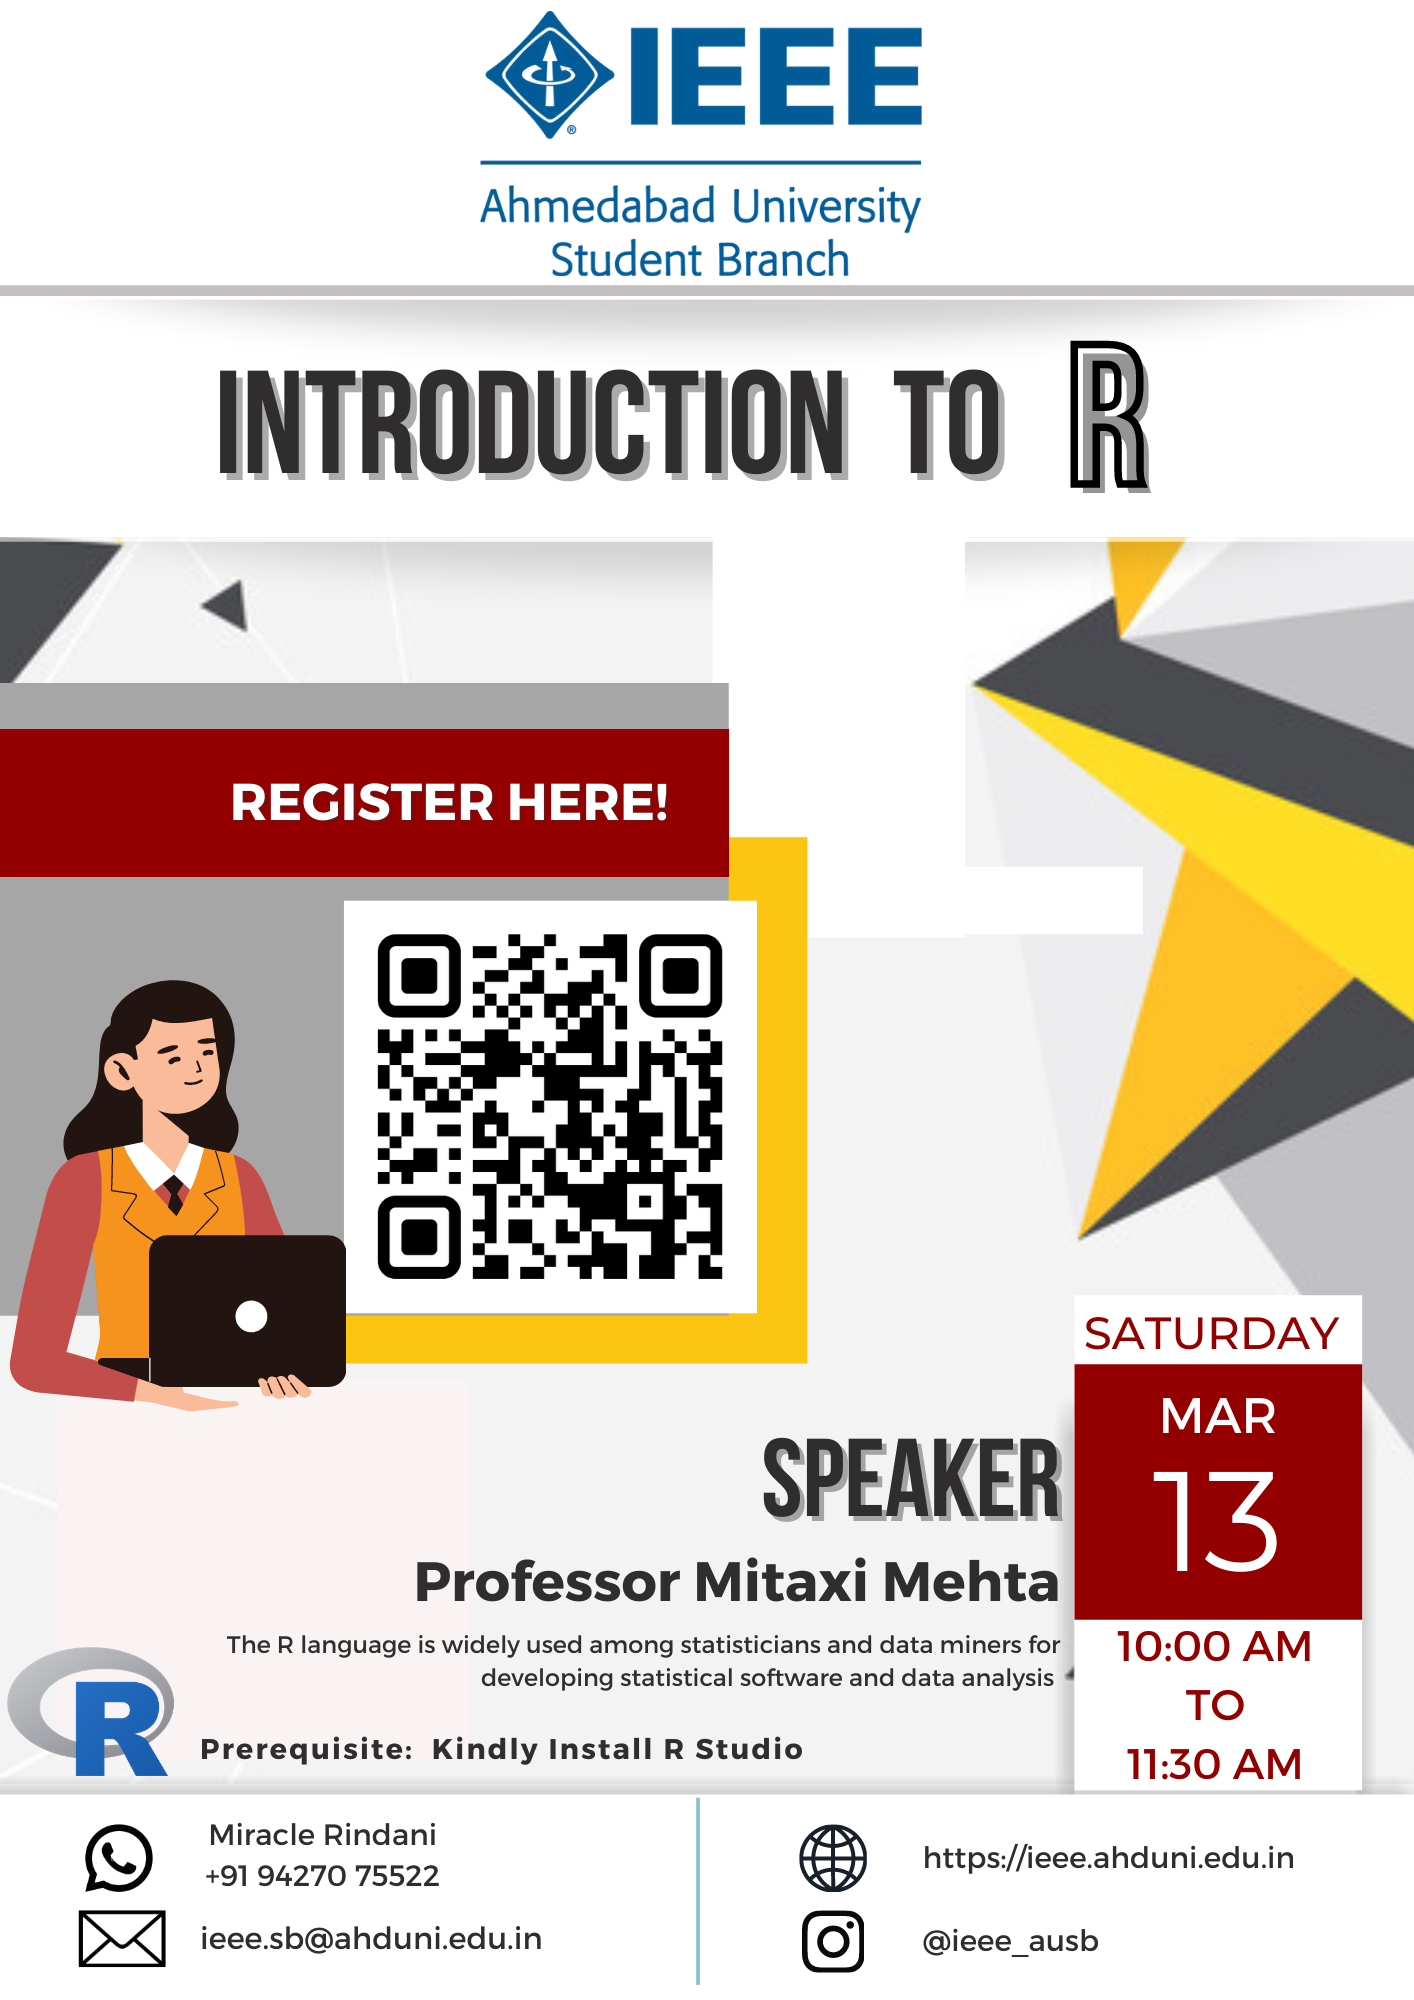 IEEE
Ahmedabad University
Student Branch
INTRODUCTION TO R
REGISTER HERE!
SATURDAY
MAR
13
10:00 AM
TO
11:30 AM
SPEAKER
Professor Mitaxi Mehta
The R language is widely used among statisticians and data miners for
developing statistical software and data analysis
R
Prerequisite: Kindly Install R Studio
Miracle Rindani
+91 94270 75522
ieee.sb@ahduni.edu.in
https://ieee.ahduni.edu.in
@ieee_ausb